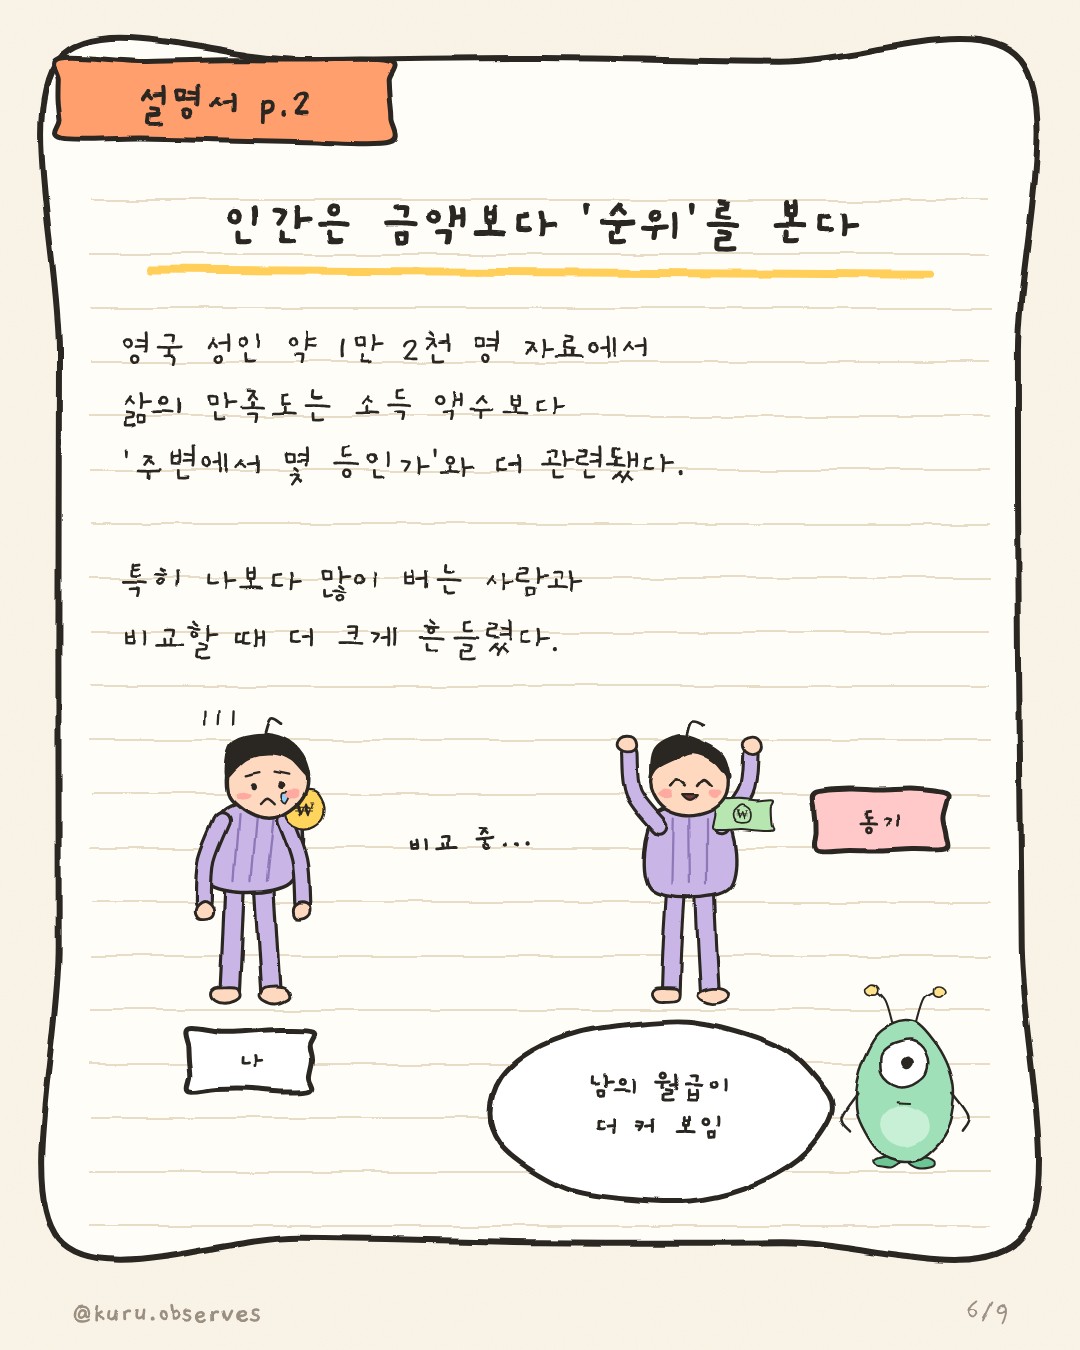 설명서 p.2
인간은 금액보다 '순위'를 본다
영국 성인 약 1만 2천 명 자료에서
삶의 만족도는 소득 액수보다
'주변에서 몇 등인가'와 더 관련됐다.
특히 나보다 많이 버는 사람과
비교할 때 더 크게 흔들렸다.
₩
비교 중...
₩
동기
나
남의 월급이
더 커 보임
@kuru.observes
6/9